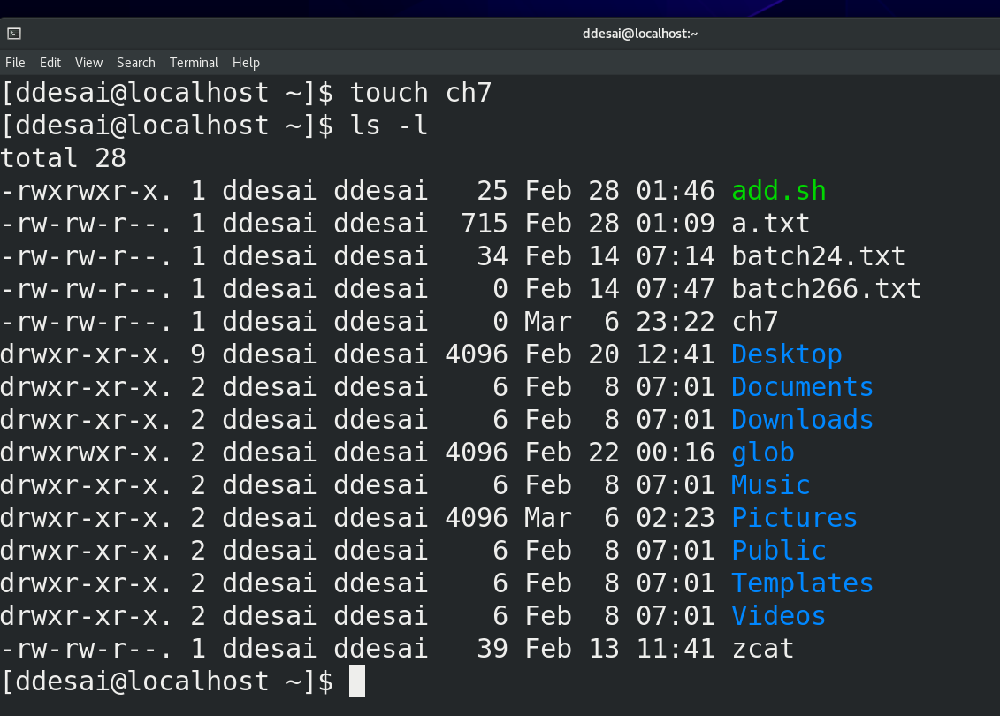 ddesai@localhost:~
File Edit View Search Terminal Help
[ddesai@localhost ~]$ touch ch7
[ddesai@localhost ~]$ ls -l
total 28
-rwxrwxr-x. 1 ddesai ddesai   25 Feb 28 01:46 add.sh
-rw-rw-r--. 1 ddesai ddesai  715 Feb 28 01:09 a.txt
-rw-rw-r--. 1 ddesai ddesai   34 Feb 14 07:14 batch24.txt
-rw-rw-r--. 1 ddesai ddesai    0 Feb 14 07:47 batch266.txt
-rw-rw-r--. 1 ddesai ddesai    0 Mar  6 23:22 ch7
drwxr-xr-x. 9 ddesai ddesai 4096 Feb 20 12:41 Desktop
drwxr-xr-x. 2 ddesai ddesai    6 Feb  8 07:01 Documents
drwxr-xr-x. 2 ddesai ddesai    6 Feb  8 07:01 Downloads
drwxrwxr-x. 2 ddesai ddesai 4096 Feb 22 00:16 glob
drwxr-xr-x. 2 ddesai ddesai    6 Feb  8 07:01 Music
drwxr-xr-x. 2 ddesai ddesai 4096 Mar  6 02:23 Pictures
drwxr-xr-x. 2 ddesai ddesai    6 Feb  8 07:01 Public
drwxr-xr-x. 2 ddesai ddesai    6 Feb  8 07:01 Templates
drwxr-xr-x. 2 ddesai ddesai    6 Feb  8 07:01 Videos
-rw-rw-r--. 1 ddesai ddesai   39 Feb 13 11:41 zcat
[ddesai@localhost ~]$